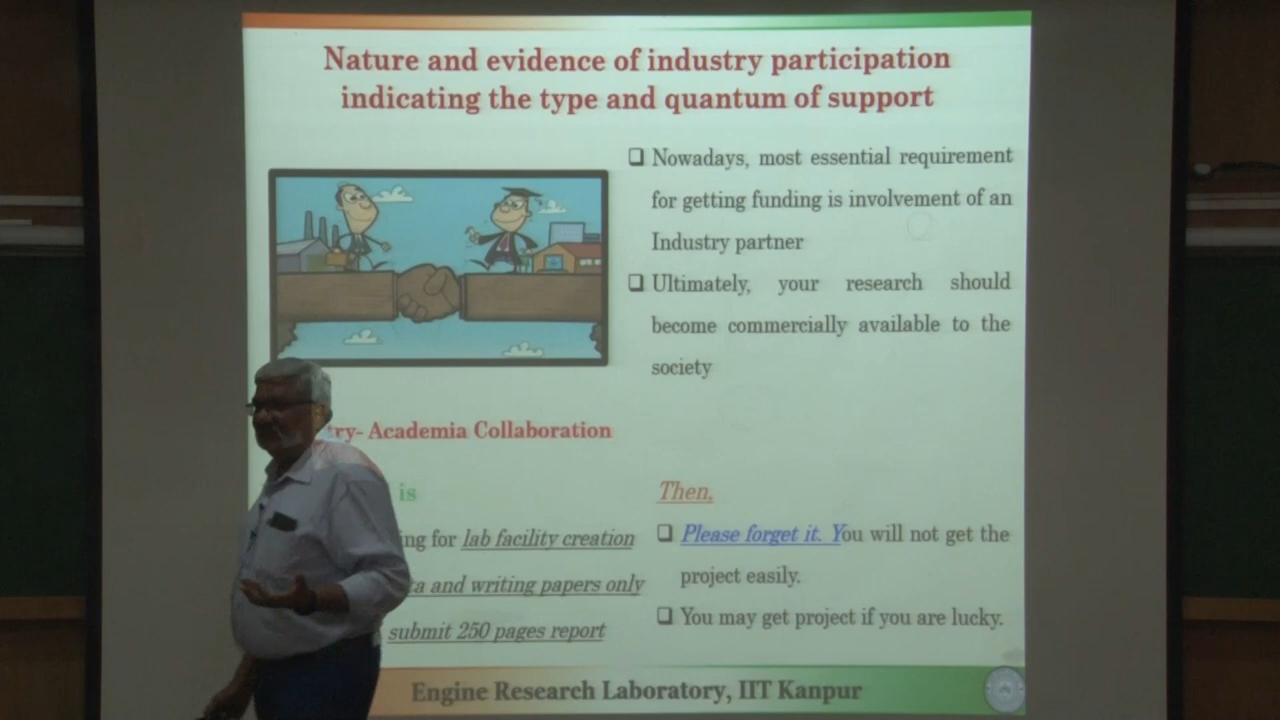 Nature and evidence of industry participation
indicating the type and quantum of support
❑ Nowadays, most essential requirement
for getting funding is involvement of an
Industry partner
❑ Ultimately, your research should
become commercially available to the
society
try- Academia Collaboration
is
ing for lab facility creation
ta and writing papers only
submit 250 pages report
Then,
❑ Please forget it. You will not get the
project easily.
❑ You may get project if you are lucky.
Engine Research Laboratory, IIT Kanpur